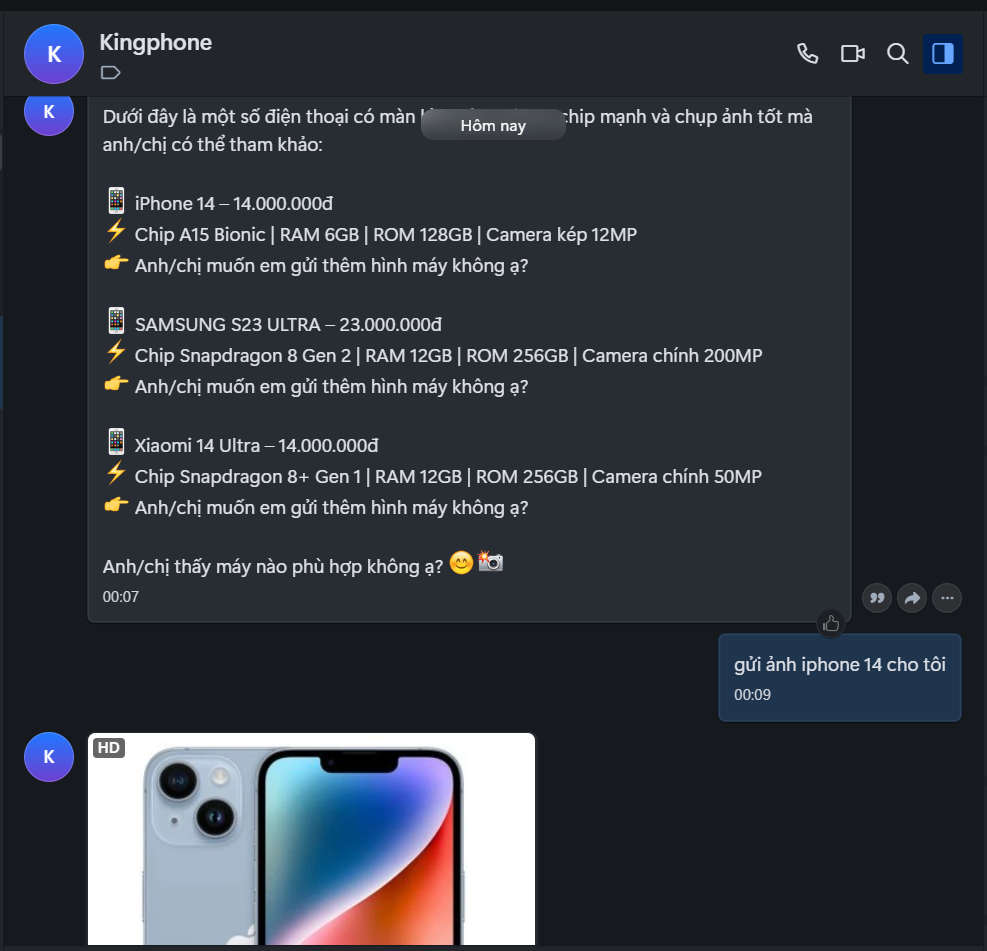 K
Kingphone
K
Dưới đây là một số điện thoại có màn
Hôm nay
chip mạnh và chụp ảnh tốt mà
anh/chị có thể tham khảo:
📱 iPhone 14 – 14.000.000đ
⚡ Chip A15 Bionic | RAM 6GB | ROM 128GB | Camera kép 12MP
👉 Anh/chị muốn em gửi thêm hình máy không ạ?
📱 SAMSUNG S23 ULTRA – 23.000.000đ
⚡ Chip Snapdragon 8 Gen 2 | RAM 12GB | ROM 256GB | Camera chính 200MP
👉 Anh/chị muốn em gửi thêm hình máy không ạ?
📱 Xiaomi 14 Ultra – 14.000.000đ
⚡ Chip Snapdragon 8+ Gen 1 | RAM 12GB | ROM 256GB | Camera chính 50MP
👉 Anh/chị muốn em gửi thêm hình máy không ạ?
Anh/chị thấy máy nào phù hợp không ạ? 😊 📸
00:07
gửi ảnh iphone 14 cho tôi
00:09
K
HD